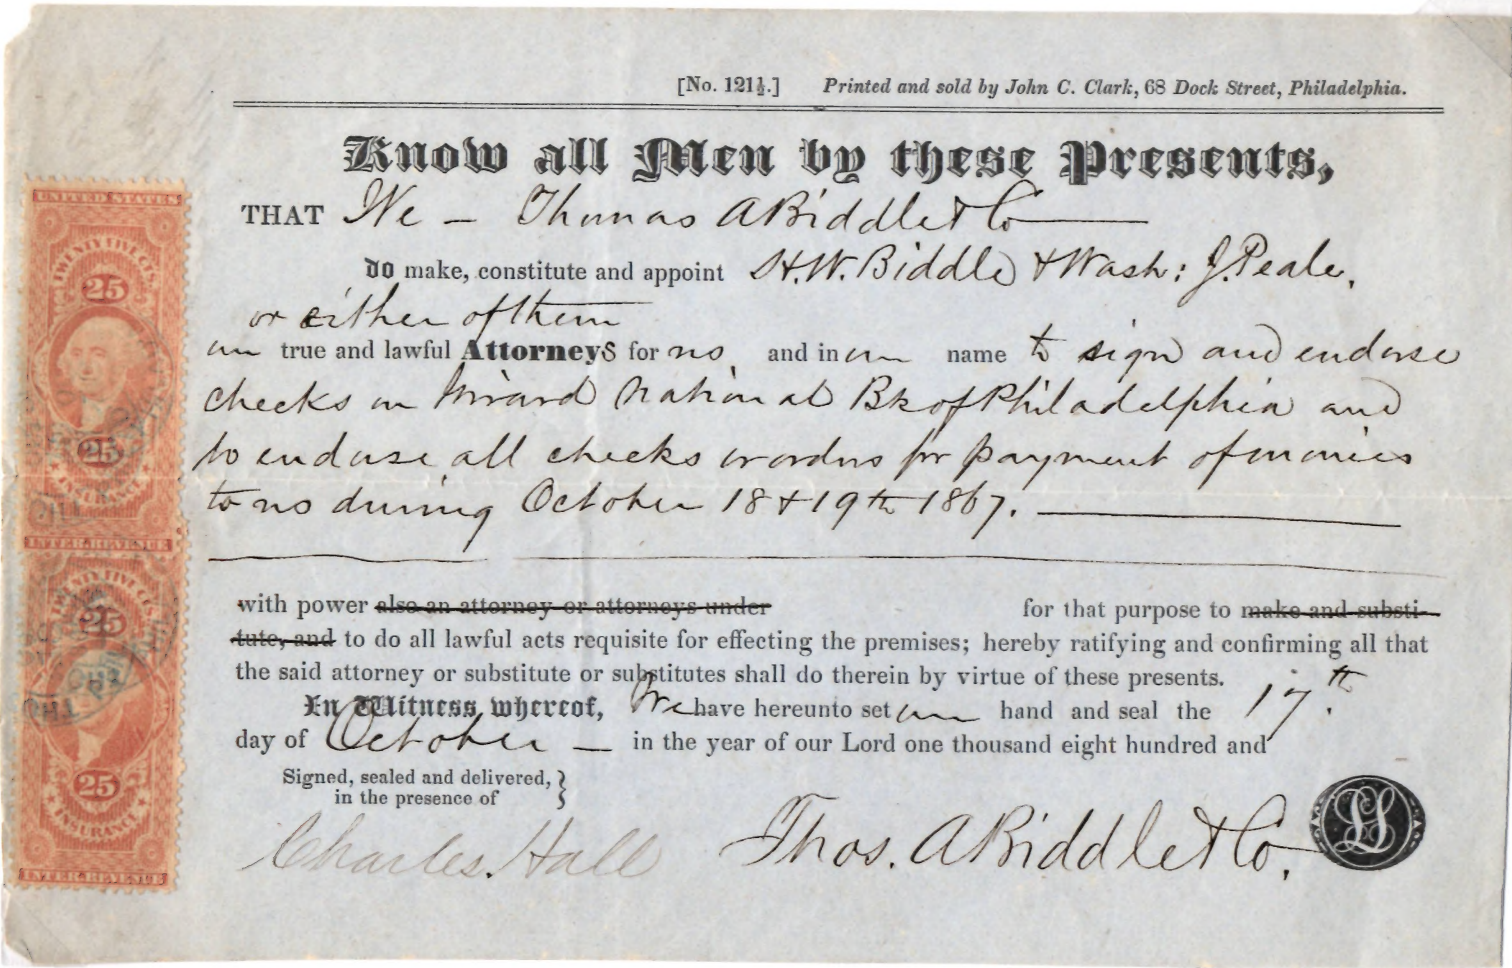 [No. 121½.] Printed and sold by John C. Clark, 68 Dock Street, Philadelphia.
Know all Men by these Presents,
THAT We — Thomas A Biddle & Co
DO make, constitute and appoint H.W. Biddle & Wash: J. Peale,
or either of them
our true and lawful Attorneys for us and in our name to sign and endorse
checks on Girard National Bk of Philadelphia and
to endorse all checks or orders for payment of monies
to us during October 18 & 19th 1867.
with power also an attorney or attorneys under for that purpose to make and substi-
tute, and to do all lawful acts requisite for effecting the premises; hereby ratifying and confirming all that
the said attorney or substitute or substitutes shall do therein by virtue of these presents.
In Witness whereof, We have hereunto set our hand and seal the 17th.
day of October — in the year of our Lord one thousand eight hundred and
Signed, sealed and delivered,
in the presence of
Charles Hall
Thos. A Biddle & Co.
LS
UNITED STATES
TWENTY FIVE CENTS
25
25
INSURANCE
INTER. REVENUE
TWENTY FIVE CENTS
25
25
INSURANCE
INTER. REVENUE